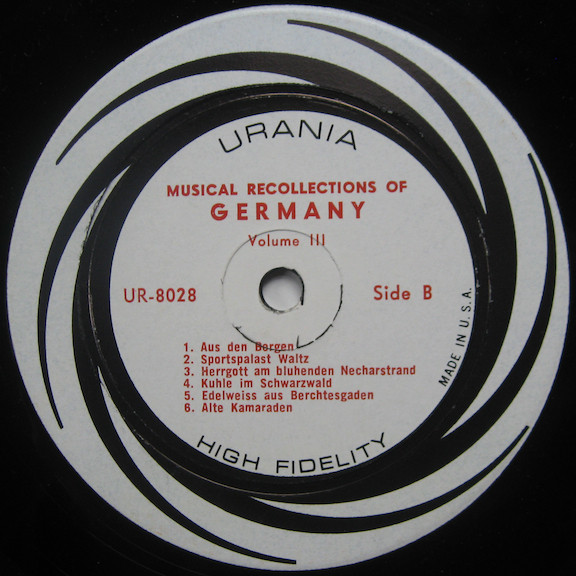 URANIA
MUSICAL RECOLLECTIONS OF
GERMANY
Volume III
UR-8028
Side B
1. Aus den Bergen
2. Sportspalast Waltz
3. Herrgott am bluhenden Necharstrand
4. Kuhle im Schwarzwald
5. Edelweiss aus Berchtesgaden
6. Alte Kamaraden
MADE IN U.S.A.
HIGH FIDELITY